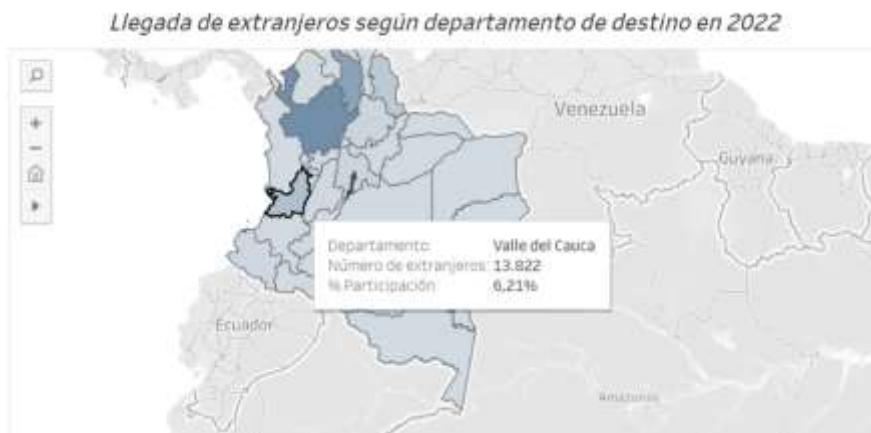 Llegada de extranjeros según departamento de destino en 2022
Venezuela
Guyana
Departamento: Valle del Cauca
Número de extranjeros: 13.822
% Participación: 6,21%
Ecuador
Amazonas